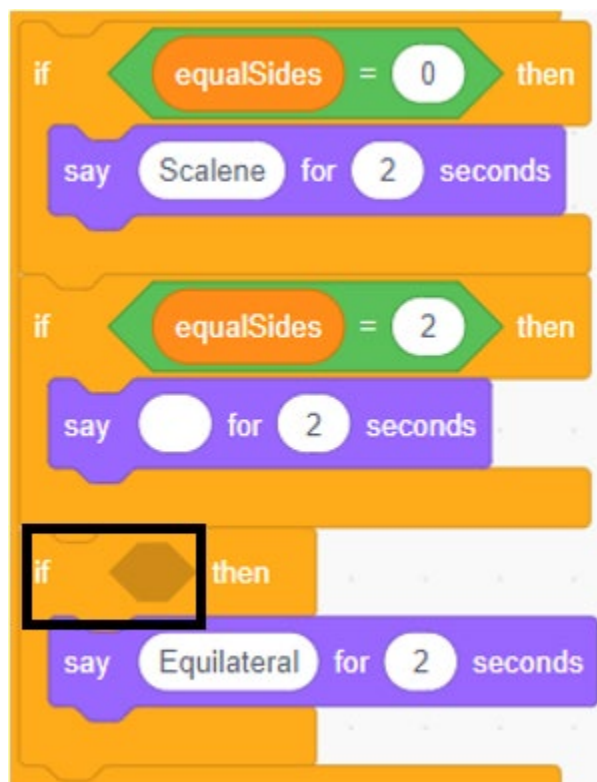 if equalSides = 0 then
say Scalene for 2 seconds
if equalSides = 2 then
say for 2 seconds
if then
say Equilateral for 2 seconds